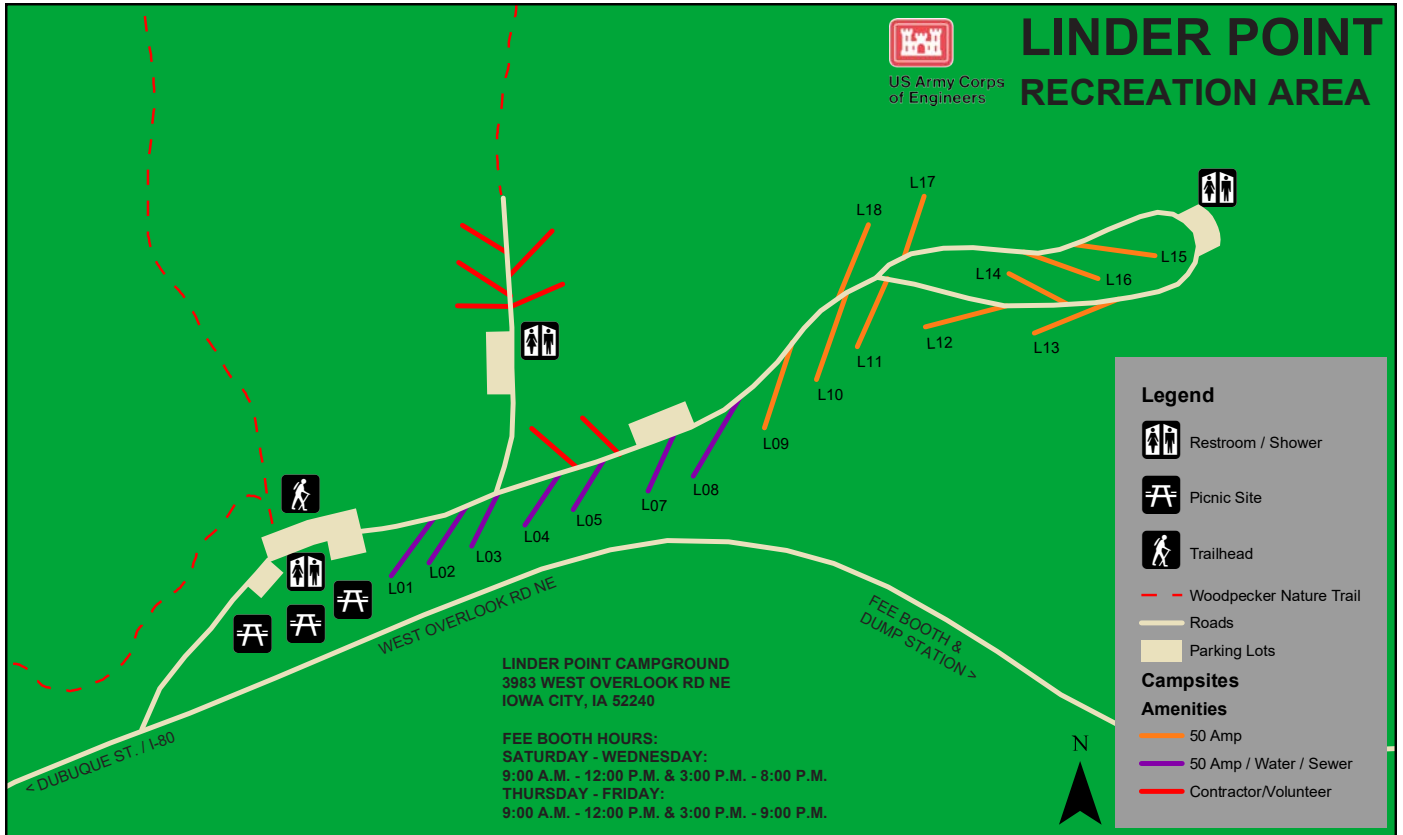 LINDER POINT
RECREATION AREA
US Army Corps
of Engineers
L17
L18
L15
L14
L16
L12
L13
L11
L10
L09
L08
L07
L05
L04
L03
L02
L01
WEST OVERLOOK RD NE
FEE BOOTH &
DUMP STATION >
< DUBUQUE ST. / I-80
LINDER POINT CAMPGROUND
3983 WEST OVERLOOK RD NE
IOWA CITY, IA 52240
FEE BOOTH HOURS:
SATURDAY - WEDNESDAY:
9:00 A.M. - 12:00 P.M. & 3:00 P.M. - 8:00 P.M.
THURSDAY - FRIDAY:
9:00 A.M. - 12:00 P.M. & 3:00 P.M. - 9:00 P.M.
N
Legend
Restroom / Shower
Picnic Site
Trailhead
Woodpecker Nature Trail
Roads
Parking Lots
Campsites
Amenities
50 Amp
50 Amp / Water / Sewer
Contractor/Volunteer